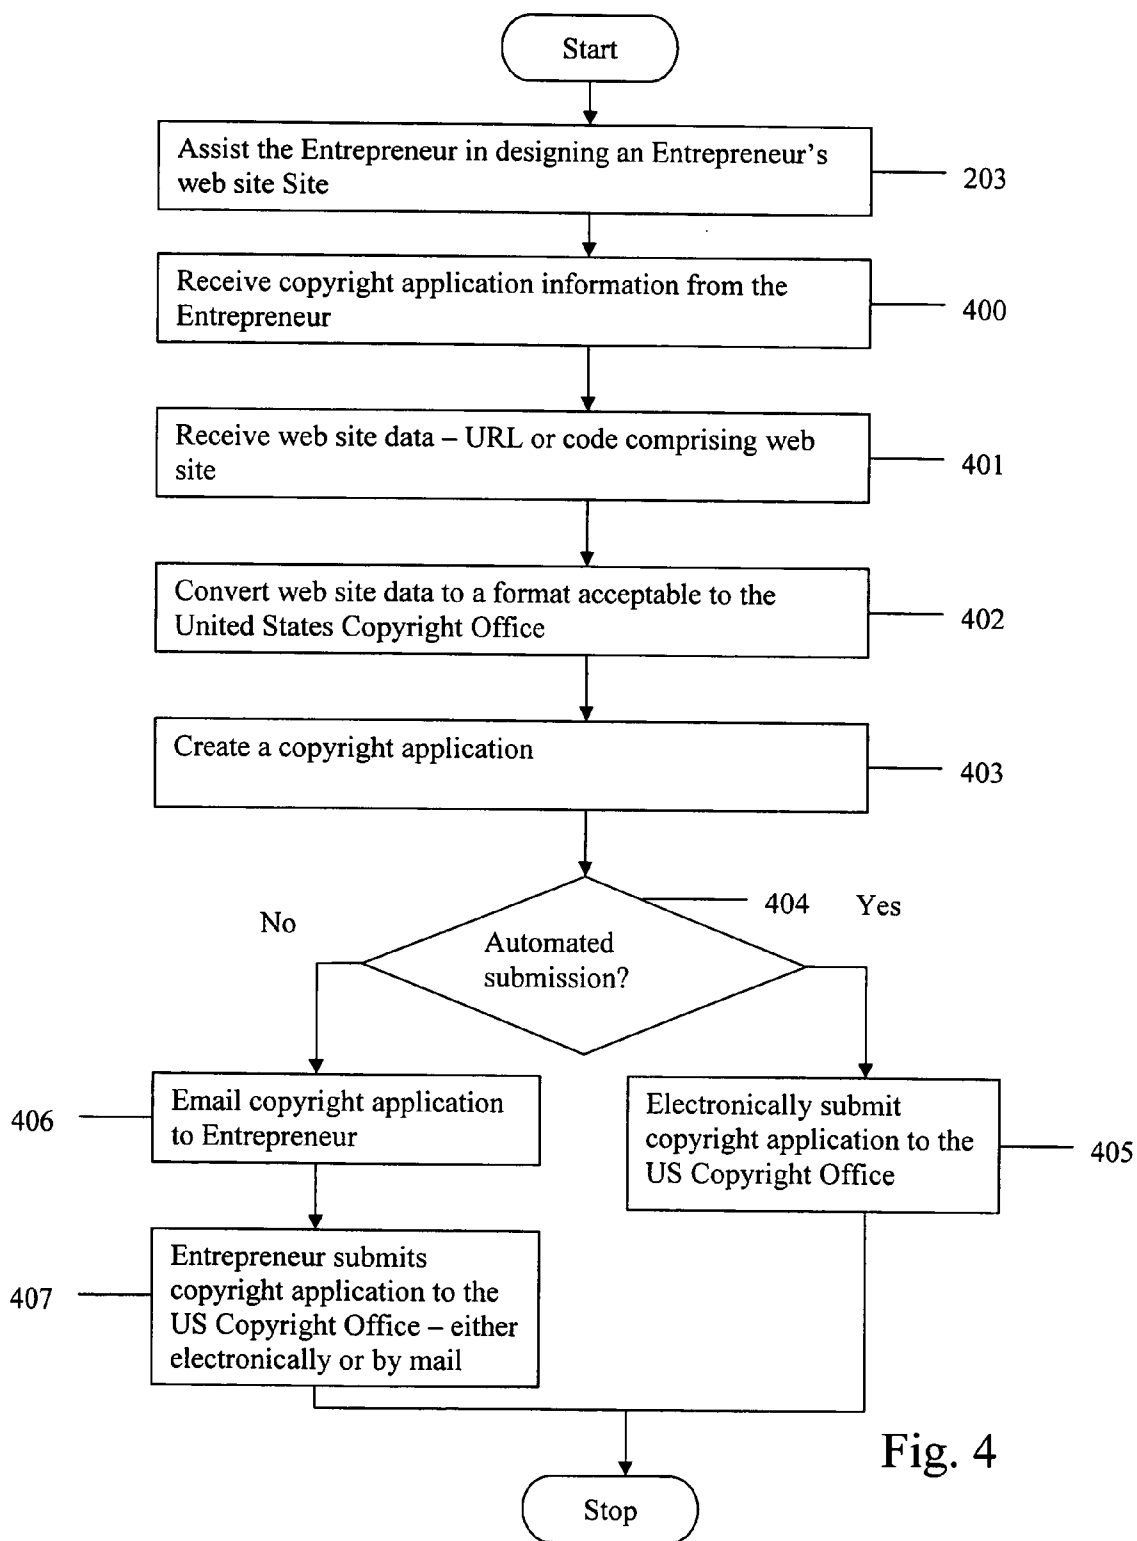 Start
Assist the Entrepreneur in designing an Entrepreneur's
web site Site
203
Receive copyright application information from the
Entrepreneur
400
Receive web site data – URL or code comprising web
site
401
Convert web site data to a format acceptable to the
United States Copyright Office
402
Create a copyright application
403
404
Yes
No
Automated
submission?
Email copyright application
to Entrepreneur
406
Electronically submit
copyright application to the
US Copyright Office
405
Entrepreneur submits
copyright application to the
US Copyright Office – either
electronically or by mail
407
Fig. 4
Stop